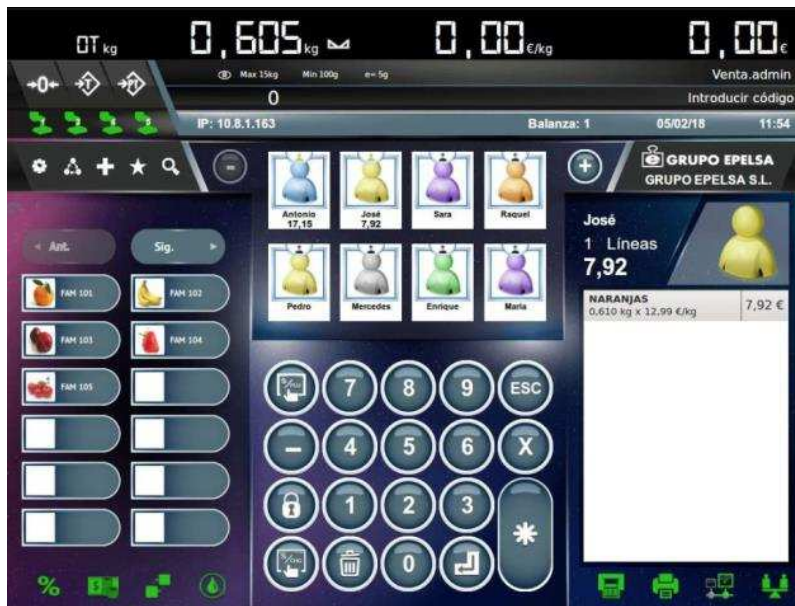 0T kg
0,605 kg
0,00 €/kg
0,00 €
→0←
→T←
→PT←
Max 15kg Min 100g e= 5g
Venta.admin
0
Introducir código
IP: 10.8.1.163
Balanza: 1
05/02/18
11:54
-
+
GRUPO EPELSA
GRUPO EPELSA S.L.
Antonio
17,15
José
7,92
Sara
Raquel
Pedro
Mercedes
Enrique
María
Ant.
Sig.
FAM 101
FAM 102
FAM 103
FAM 104
FAM 105
7 8 9 ESC
- 4 5 6 X
1 2 3
0 *
José
1 Líneas
7,92
NARANJAS
0,610 kg x 12,99 €/kg
7,92 €
%